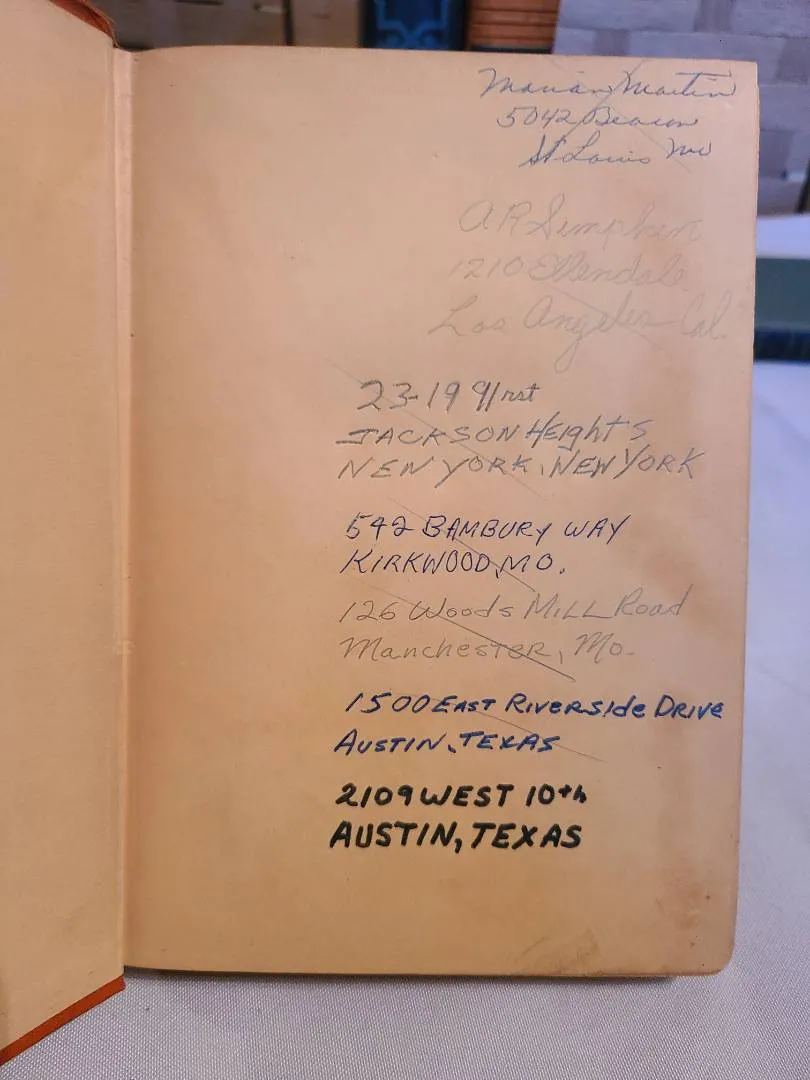 Marian Martin
5042 Beacon
St Louis Mo
A R Simpkin
1210 Ellendale
Los Angeles Cal.
23-19 91rst
JACKSON HeIghtS
NEW YORK, NEW YORK
542 BAMBURY WAY
KIRKWOOD, MO.
126 Woods MILL Road
ManchesTER, Mo.
1500 EAST RIVERSIde DRIVe
AUSTIN, TEXAS
2109 WEST 10th
AUSTIN, TEXAS